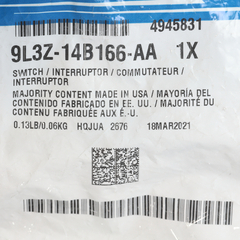 4945831
9L3Z-14B166-AA 1X
SWITCH / INTERRUPTOR / COMMUTATEUR /
INTERRUPTOR
MAJORITY CONTENT MADE IN USA / MAYORÍA DEL
CONTENIDO FABRICADO EN EE. UU. / MAJORITÉ DU
CONTENU FABRIQUÉE AUX É.-U.
0.13LB/0.06KG HQJUA 2676 18MAR2021